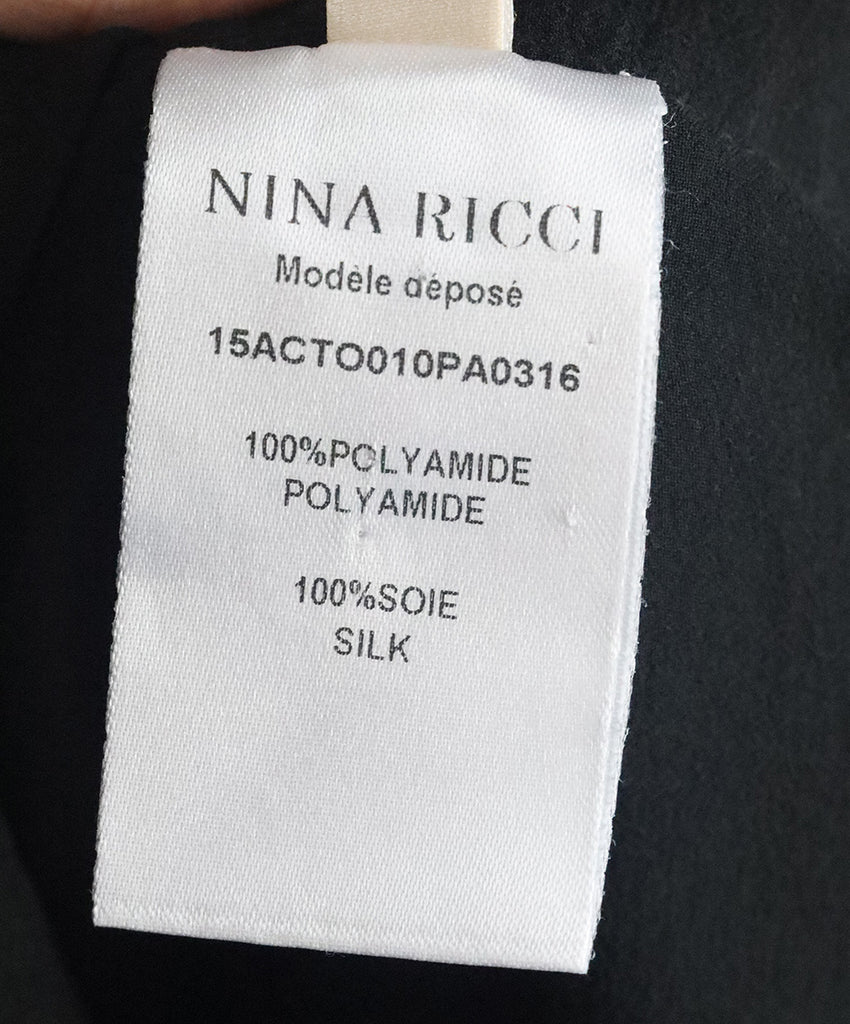 NINA RICCI
Modèle déposé
15ACTO010PA0316
100%POLYAMIDE
POLYAMIDE
100%SOIE
SILK